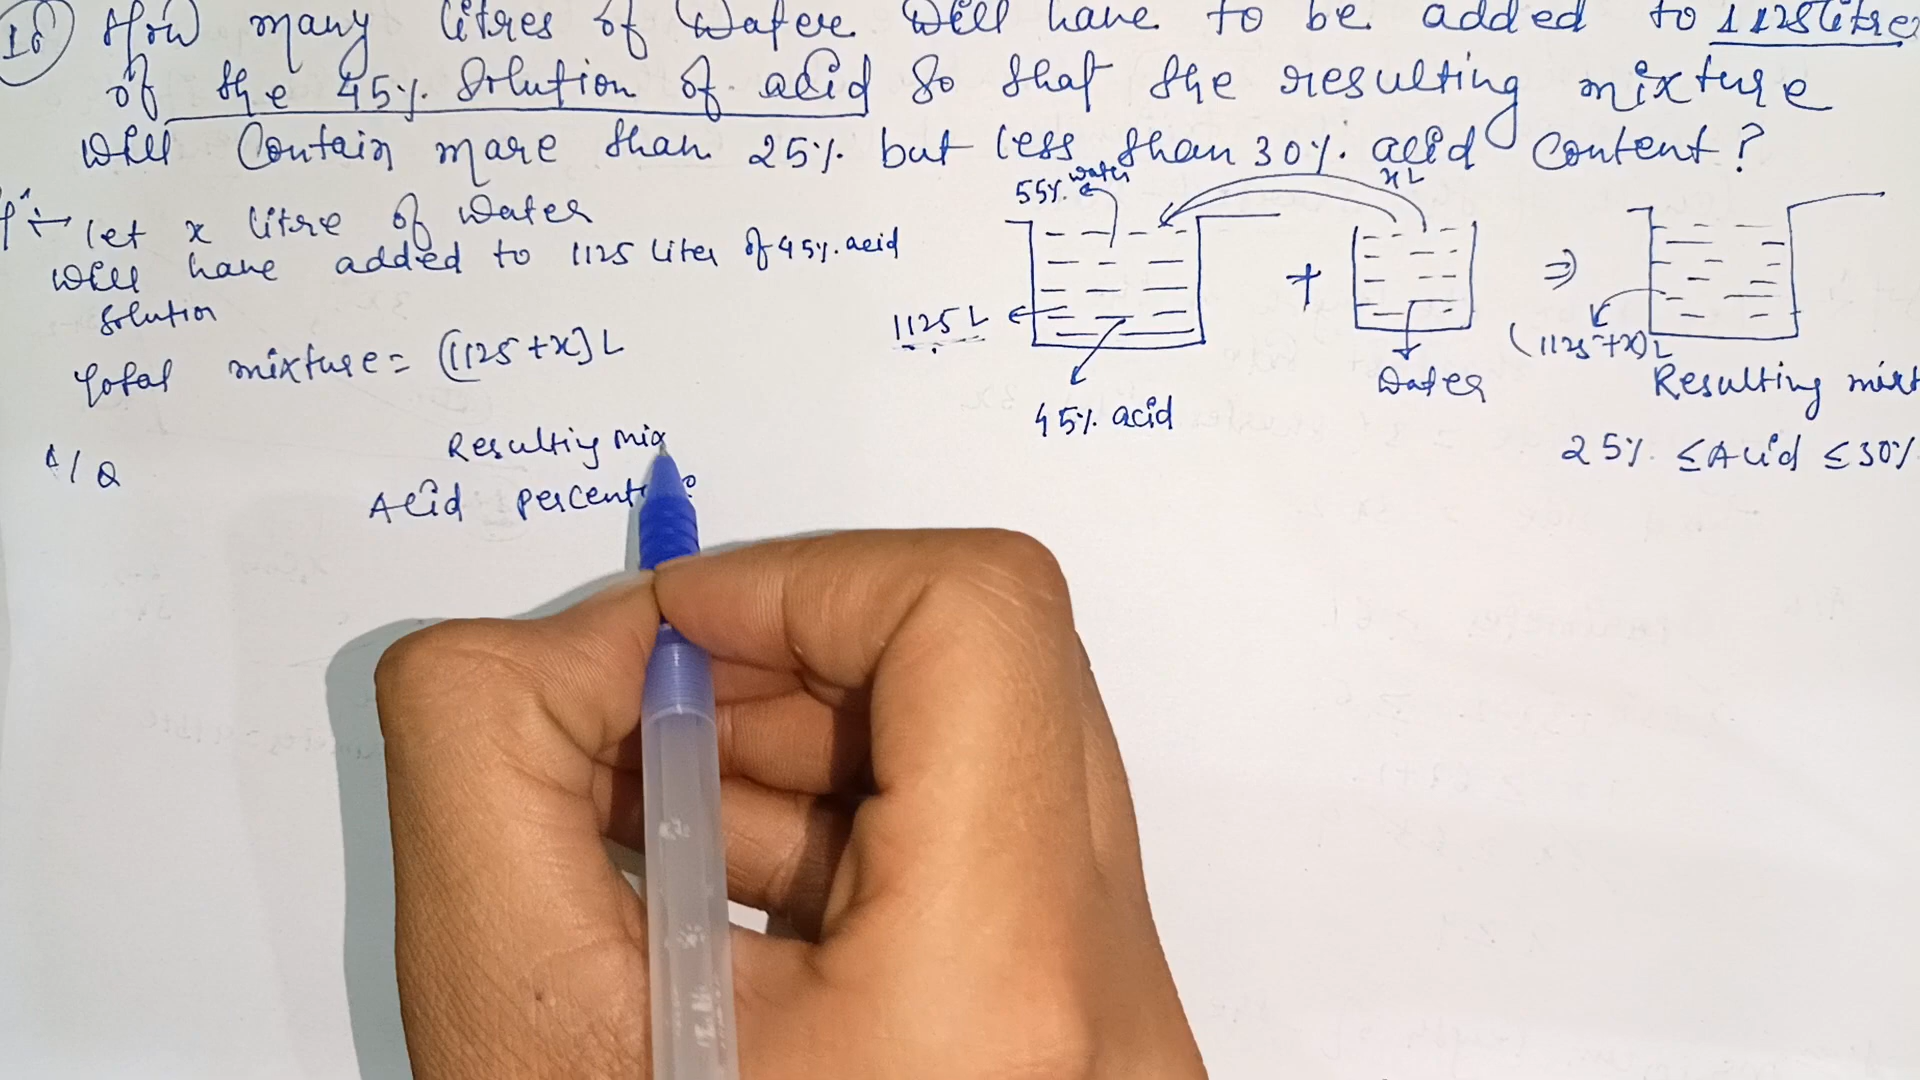 18 How many litres of water will have to be added to 1125 litre
of the 45% solution of acid so that the resulting mixture
will contain more than 25% but less than 30% acid content?
let x litre of water
will have added to 1125 liter of 45% acid
solution
Total mixture = (1125 + x) L
A/Q
Resulting mix
Acid percent
55% water
x L
1125 L
+
⇒
(1125 + x) L
45% acid
Water
Resulting mixt
25% ≤ Acid ≤ 30%